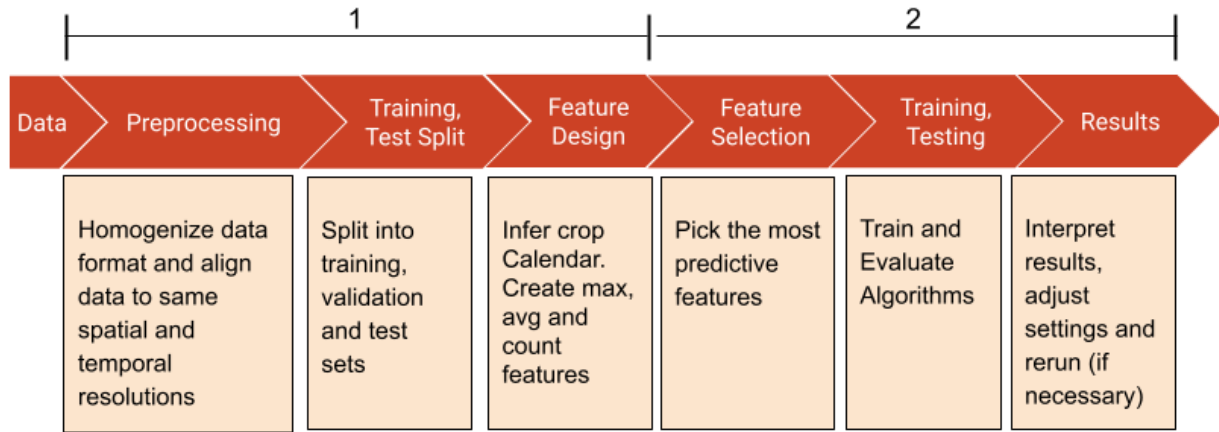 1
2
Data
Preprocessing
Training,
Test Split
Feature
Design
Feature
Selection
Training,
Testing
Results
Homogenize data
format and align
data to same
spatial and
temporal
resolutions
Split into
training,
validation
and test
sets
Infer crop
Calendar.
Create max,
avg and
count
features
Pick the most
predictive
features
Train and
Evaluate
Algorithms
Interpret
results,
adjust
settings and
rerun (if
necessary)